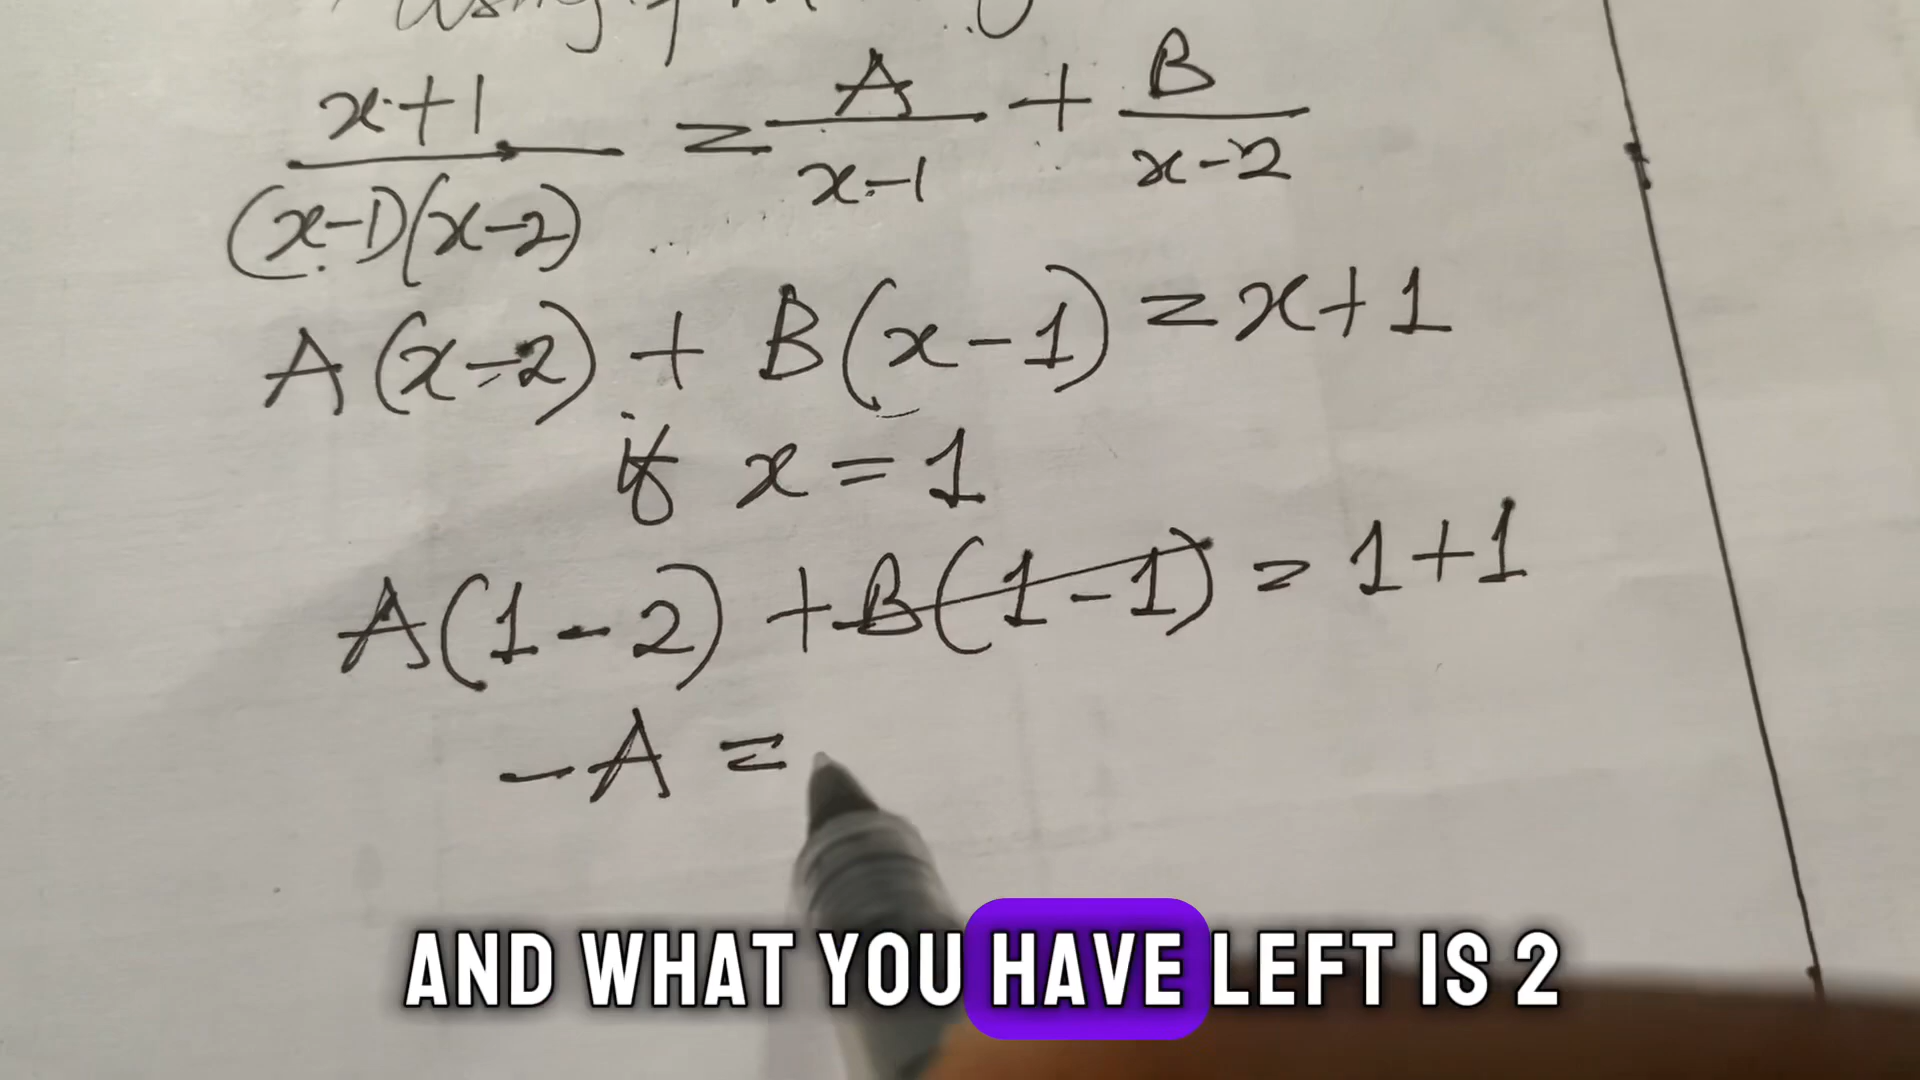 Using
x+1 = A + B
(x-1)(x-2) x-1 x-2
A(x-2) + B(x-1) = x+1
if x = 1
A(1-2) + B(1-1) = 1+1
-A =
AND WHAT YOU HAVE LEFT IS 2